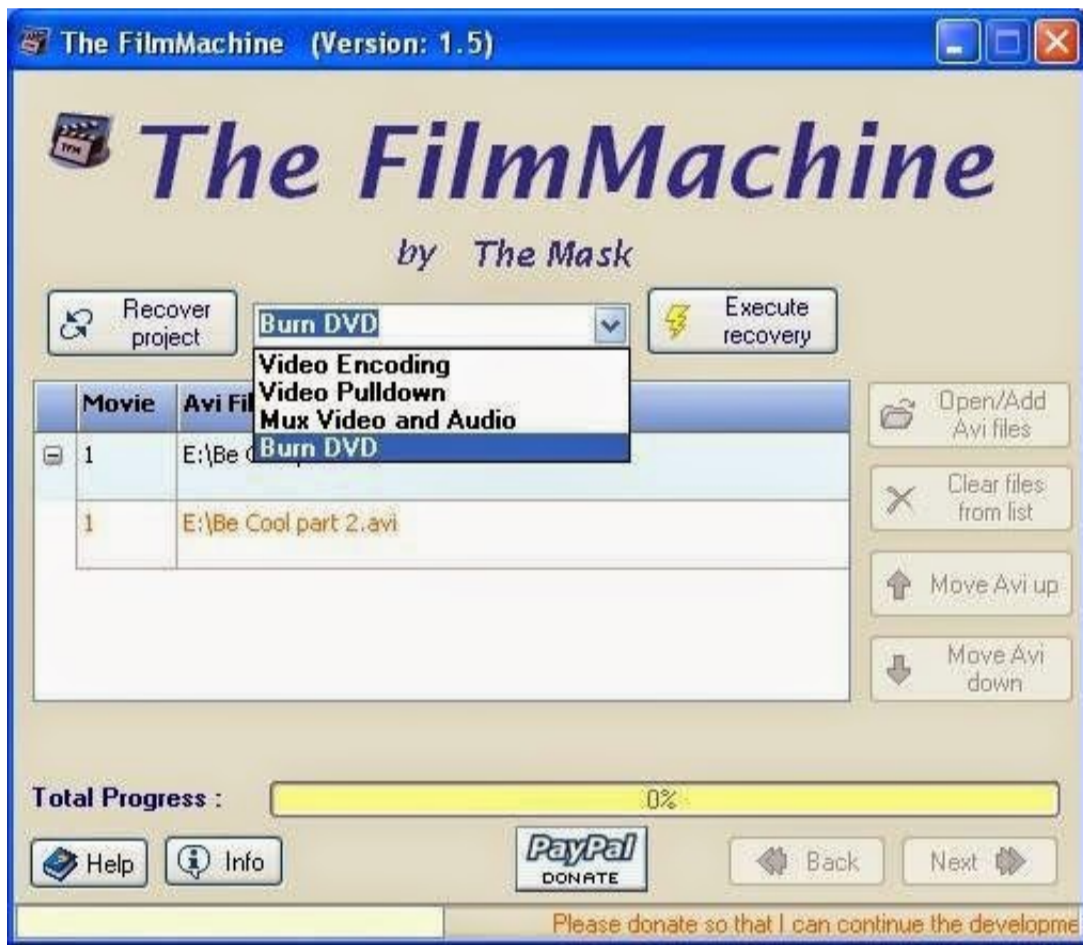 The FilmMachine (Version: 1.5)
TFM
The FilmMachine
by The Mask
Recover
project
Burn DVD
Execute
recovery
Video Encoding
Video Pulldown
Mux Video and Audio
Burn DVD
Movie Avi Fil
1 E:\Be C
1 E:\Be Cool part 2.avi
Open/Add
Avi files
Clear files
from list
Move Avi up
Move Avi
down
Total Progress :
0%
Help
Info
PayPal
DONATE
Back
Next
Please donate so that I can continue the developme